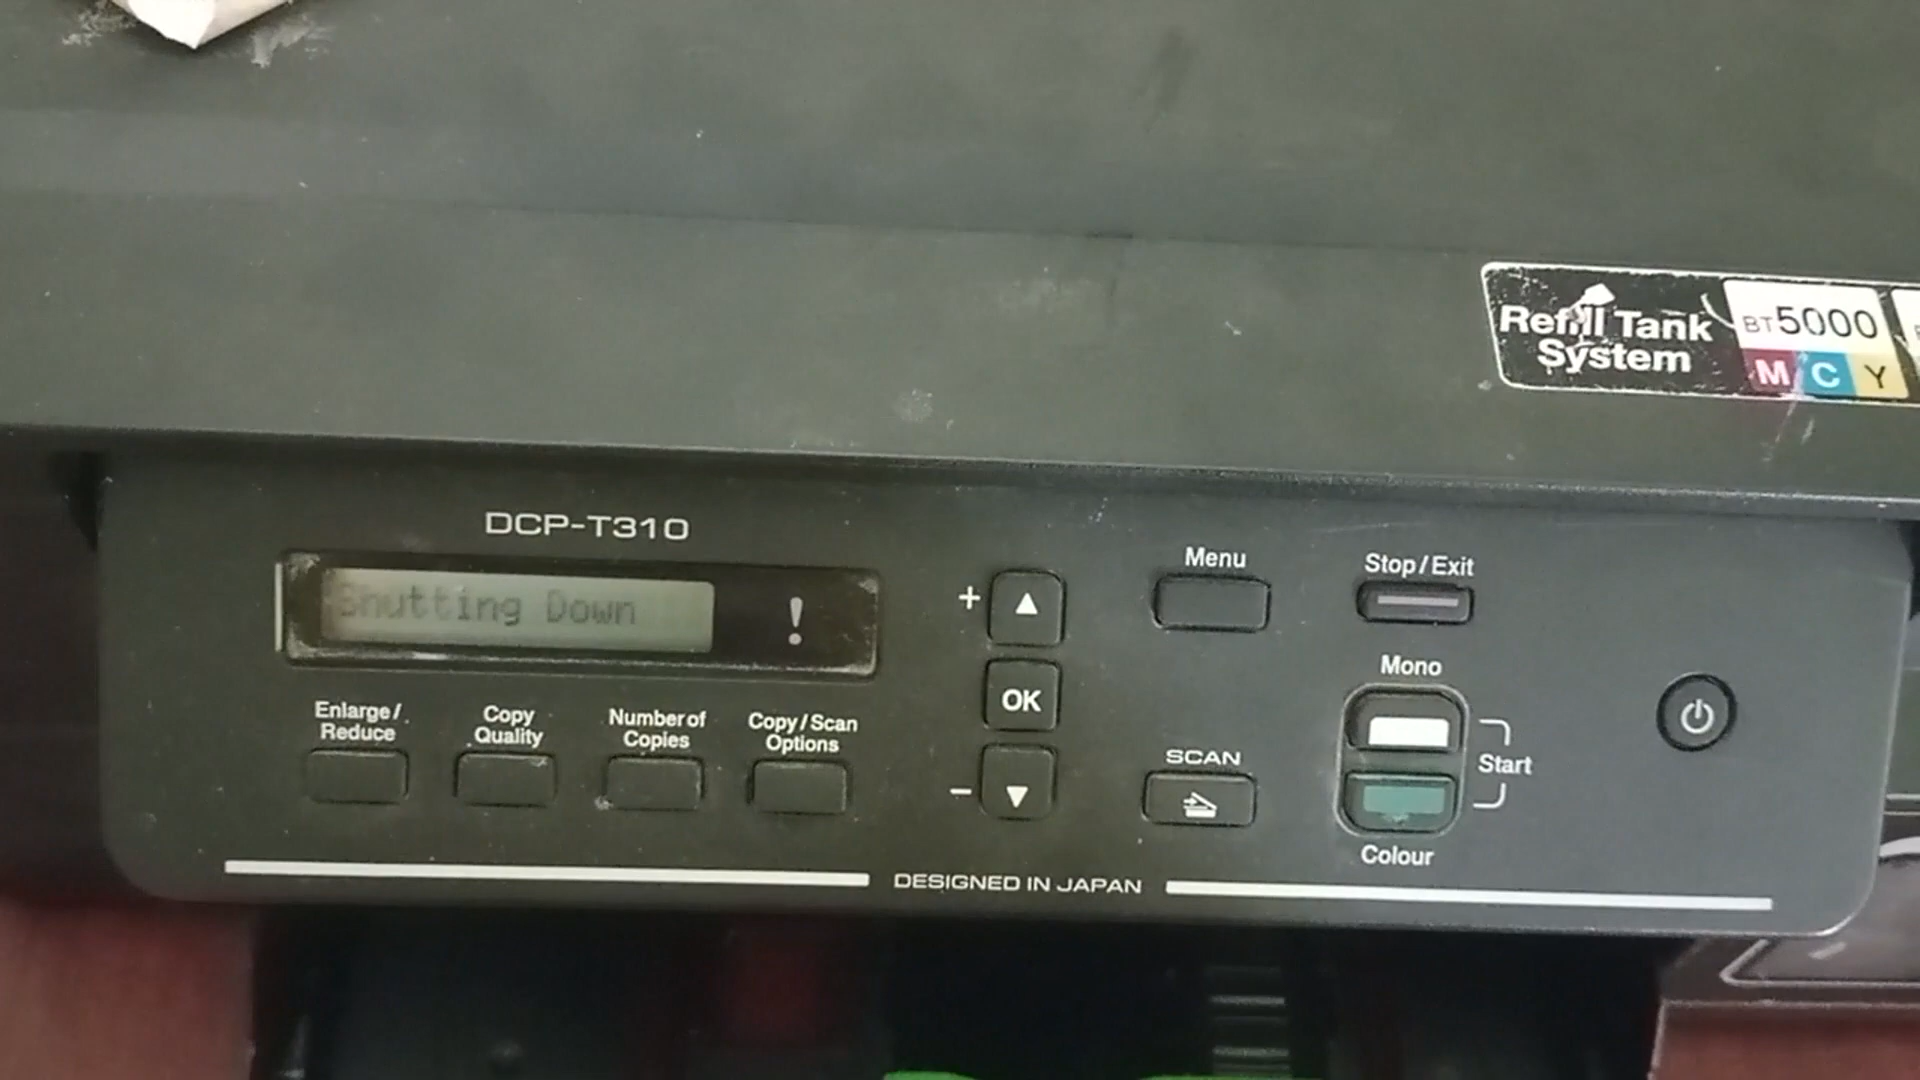 Refill Tank
System
BT5000
M C Y
DCP-T310
Shutting Down
!
+
OK
-
Menu
Stop/Exit
Mono
Start
Colour
SCAN
Enlarge/
Reduce
Copy
Quality
Number of
Copies
Copy/Scan
Options
DESIGNED IN JAPAN